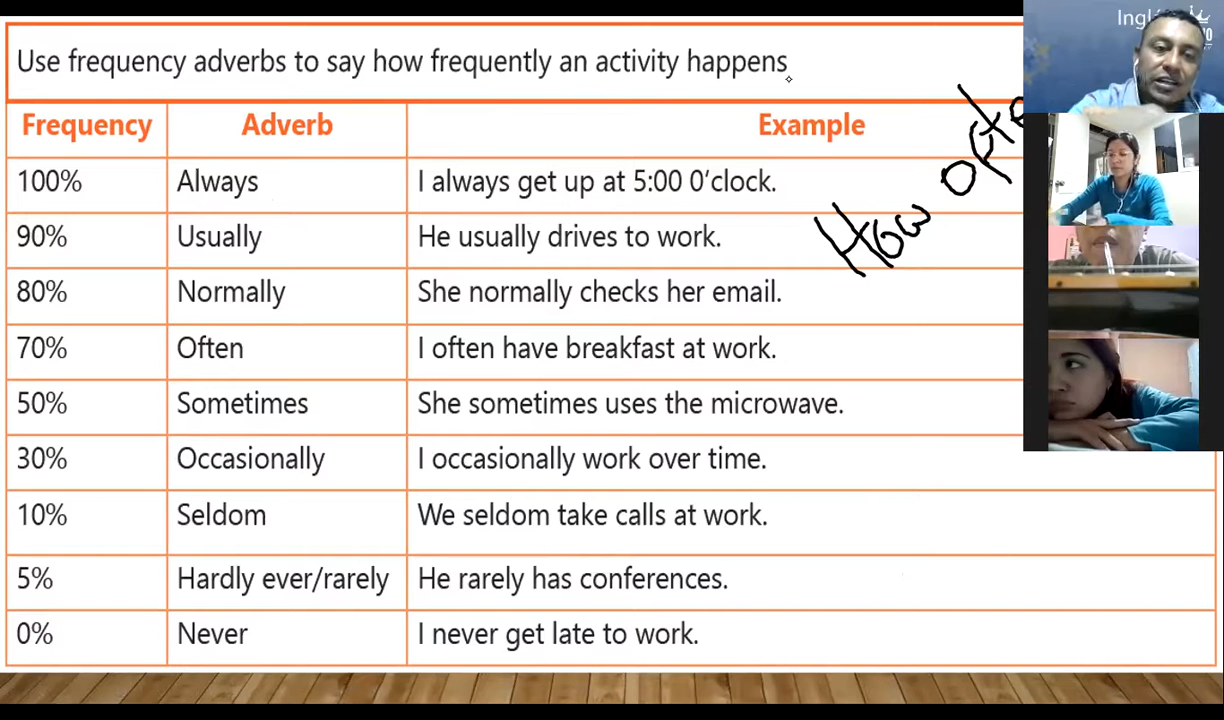 Use frequency adverbs to say how frequently an activity happens
Frequency Adverb Example
100% Always I always get up at 5:00 0’clock.
90% Usually He usually drives to work.
80% Normally She normally checks her email.
70% Often I often have breakfast at work.
50% Sometimes She sometimes uses the microwave.
30% Occasionally I occasionally work over time.
10% Seldom We seldom take calls at work.
5% Hardly ever/rarely He rarely has conferences.
0% Never I never get late to work.
How